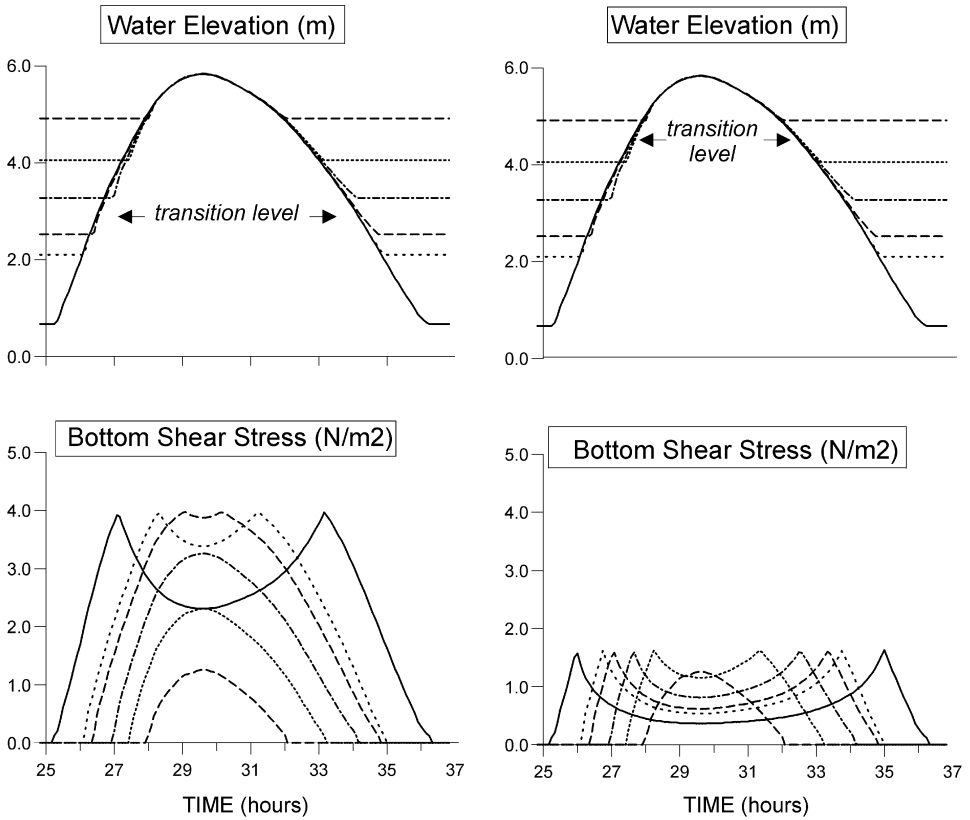 Water Elevation (m)
6.0
4.0
2.0
0.0
transition level
Water Elevation (m)
6.0
4.0
2.0
0.0
transition
level
Bottom Shear Stress (N/m2)
5.0
4.0
3.0
2.0
1.0
0.0
25 27 29 31 33 35 37
TIME (hours)
Bottom Shear Stress (N/m2)
5.0
4.0
3.0
2.0
1.0
0.0
25 27 29 31 33 35 37
TIME (hours)